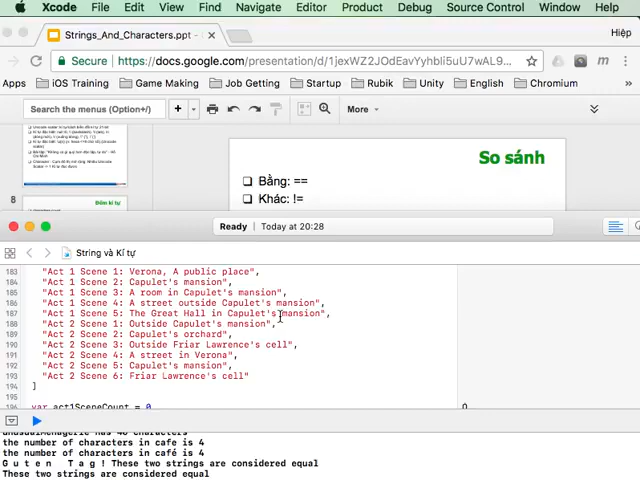 Xcode File Edit View Find Navigate Editor Product Debug Source Control Window Help
Strings_And_Characters.ppt
Hiệp
Secure https://docs.google.com/presentation/d/1jexWZ2JOdEavYyhbli5uU7wAL9...
Apps iOS Training Game Making Job Getting Startup Rubik Unity English Chromium
Search the menus (Option+/)
More
So sánh
Bằng: ==
Khác: !=
8
Đếm kí tự
Ready Today at 20:28
String và Kí tự
183 "Act 1 Scene 1: Verona, A public place",
184 "Act 1 Scene 2: Capulet's mansion",
185 "Act 1 Scene 3: A room in Capulet's mansion",
186 "Act 1 Scene 4: A street outside Capulet's mansion",
187 "Act 1 Scene 5: The Great Hall in Capulet's mansion",
188 "Act 2 Scene 1: Outside Capulet's mansion",
189 "Act 2 Scene 2: Capulet's orchard",
190 "Act 2 Scene 3: Outside Friar Lawrence's cell",
191 "Act 2 Scene 4: A street in Verona",
192 "Act 2 Scene 5: Capulet's mansion",
193 "Act 2 Scene 6: Friar Lawrence's cell"
194 ]
195
196 var act1SceneCount = 0
0
unusualMenagerie has 40 characters
the number of characters in cafe is 4
the number of characters in café is 4
G u t e n T a g ! These two strings are considered equal
These two strings are considered equal